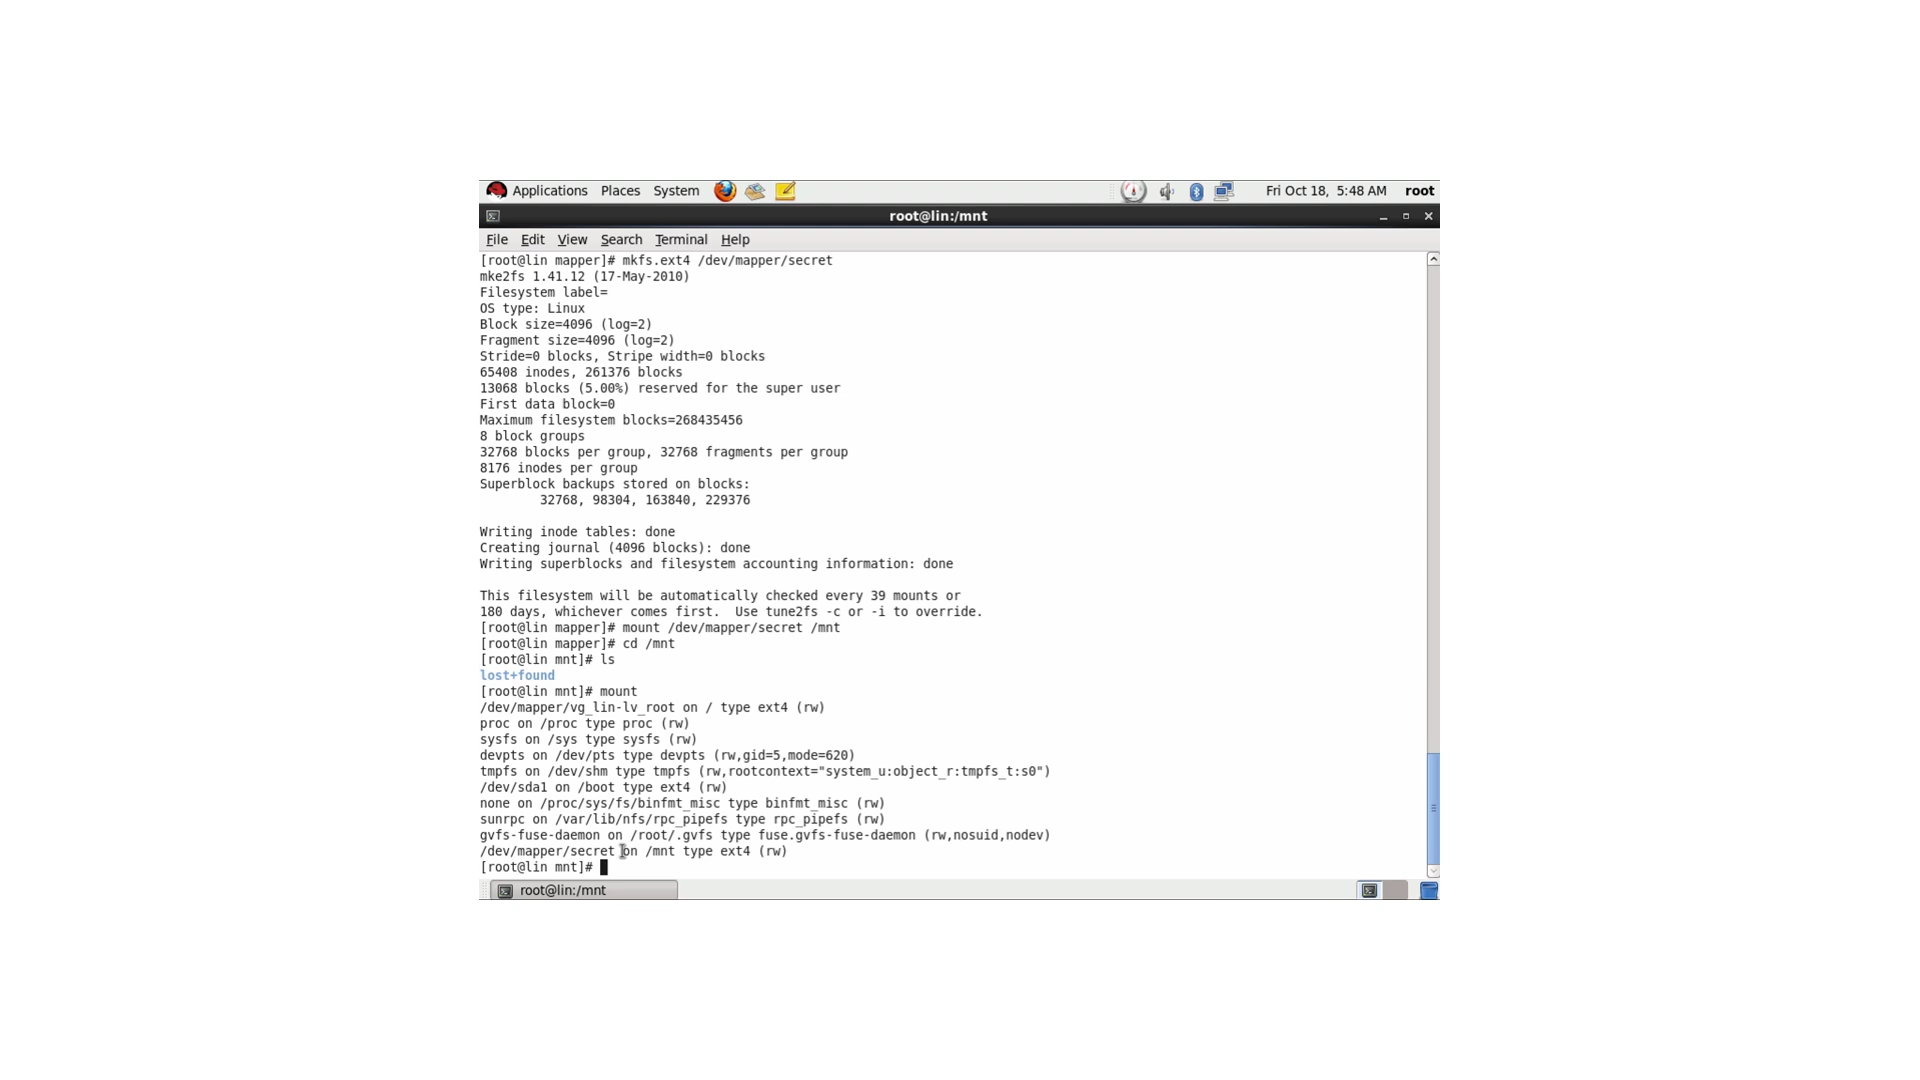 Applications Places System Fri Oct 18, 5:48 AM root
root@lin:/mnt
File Edit View Search Terminal Help
[root@lin mapper]# mkfs.ext4 /dev/mapper/secret
mke2fs 1.41.12 (17-May-2010)
Filesystem label=
OS type: Linux
Block size=4096 (log=2)
Fragment size=4096 (log=2)
Stride=0 blocks, Stripe width=0 blocks
65408 inodes, 261376 blocks
13068 blocks (5.00%) reserved for the super user
First data block=0
Maximum filesystem blocks=268435456
8 block groups
32768 blocks per group, 32768 fragments per group
8176 inodes per group
Superblock backups stored on blocks:
32768, 98304, 163840, 229376
Writing inode tables: done
Creating journal (4096 blocks): done
Writing superblocks and filesystem accounting information: done
This filesystem will be automatically checked every 39 mounts or
180 days, whichever comes first.  Use tune2fs -c or -i to override.
[root@lin mapper]# mount /dev/mapper/secret /mnt
[root@lin mapper]# cd /mnt
[root@lin mnt]# ls
lost+found
[root@lin mnt]# mount
/dev/mapper/vg_lin-lv_root on / type ext4 (rw)
proc on /proc type proc (rw)
sysfs on /sys type sysfs (rw)
devpts on /dev/pts type devpts (rw,gid=5,mode=620)
tmpfs on /dev/shm type tmpfs (rw,rootcontext="system_u:object_r:tmpfs_t:s0")
/dev/sda1 on /boot type ext4 (rw)
none on /proc/sys/fs/binfmt_misc type binfmt_misc (rw)
sunrpc on /var/lib/nfs/rpc_pipefs type rpc_pipefs (rw)
gvfs-fuse-daemon on /root/.gvfs type fuse.gvfs-fuse-daemon (rw,nosuid,nodev)
/dev/mapper/secret on /mnt type ext4 (rw)
[root@lin mnt]#
root@lin:/mnt